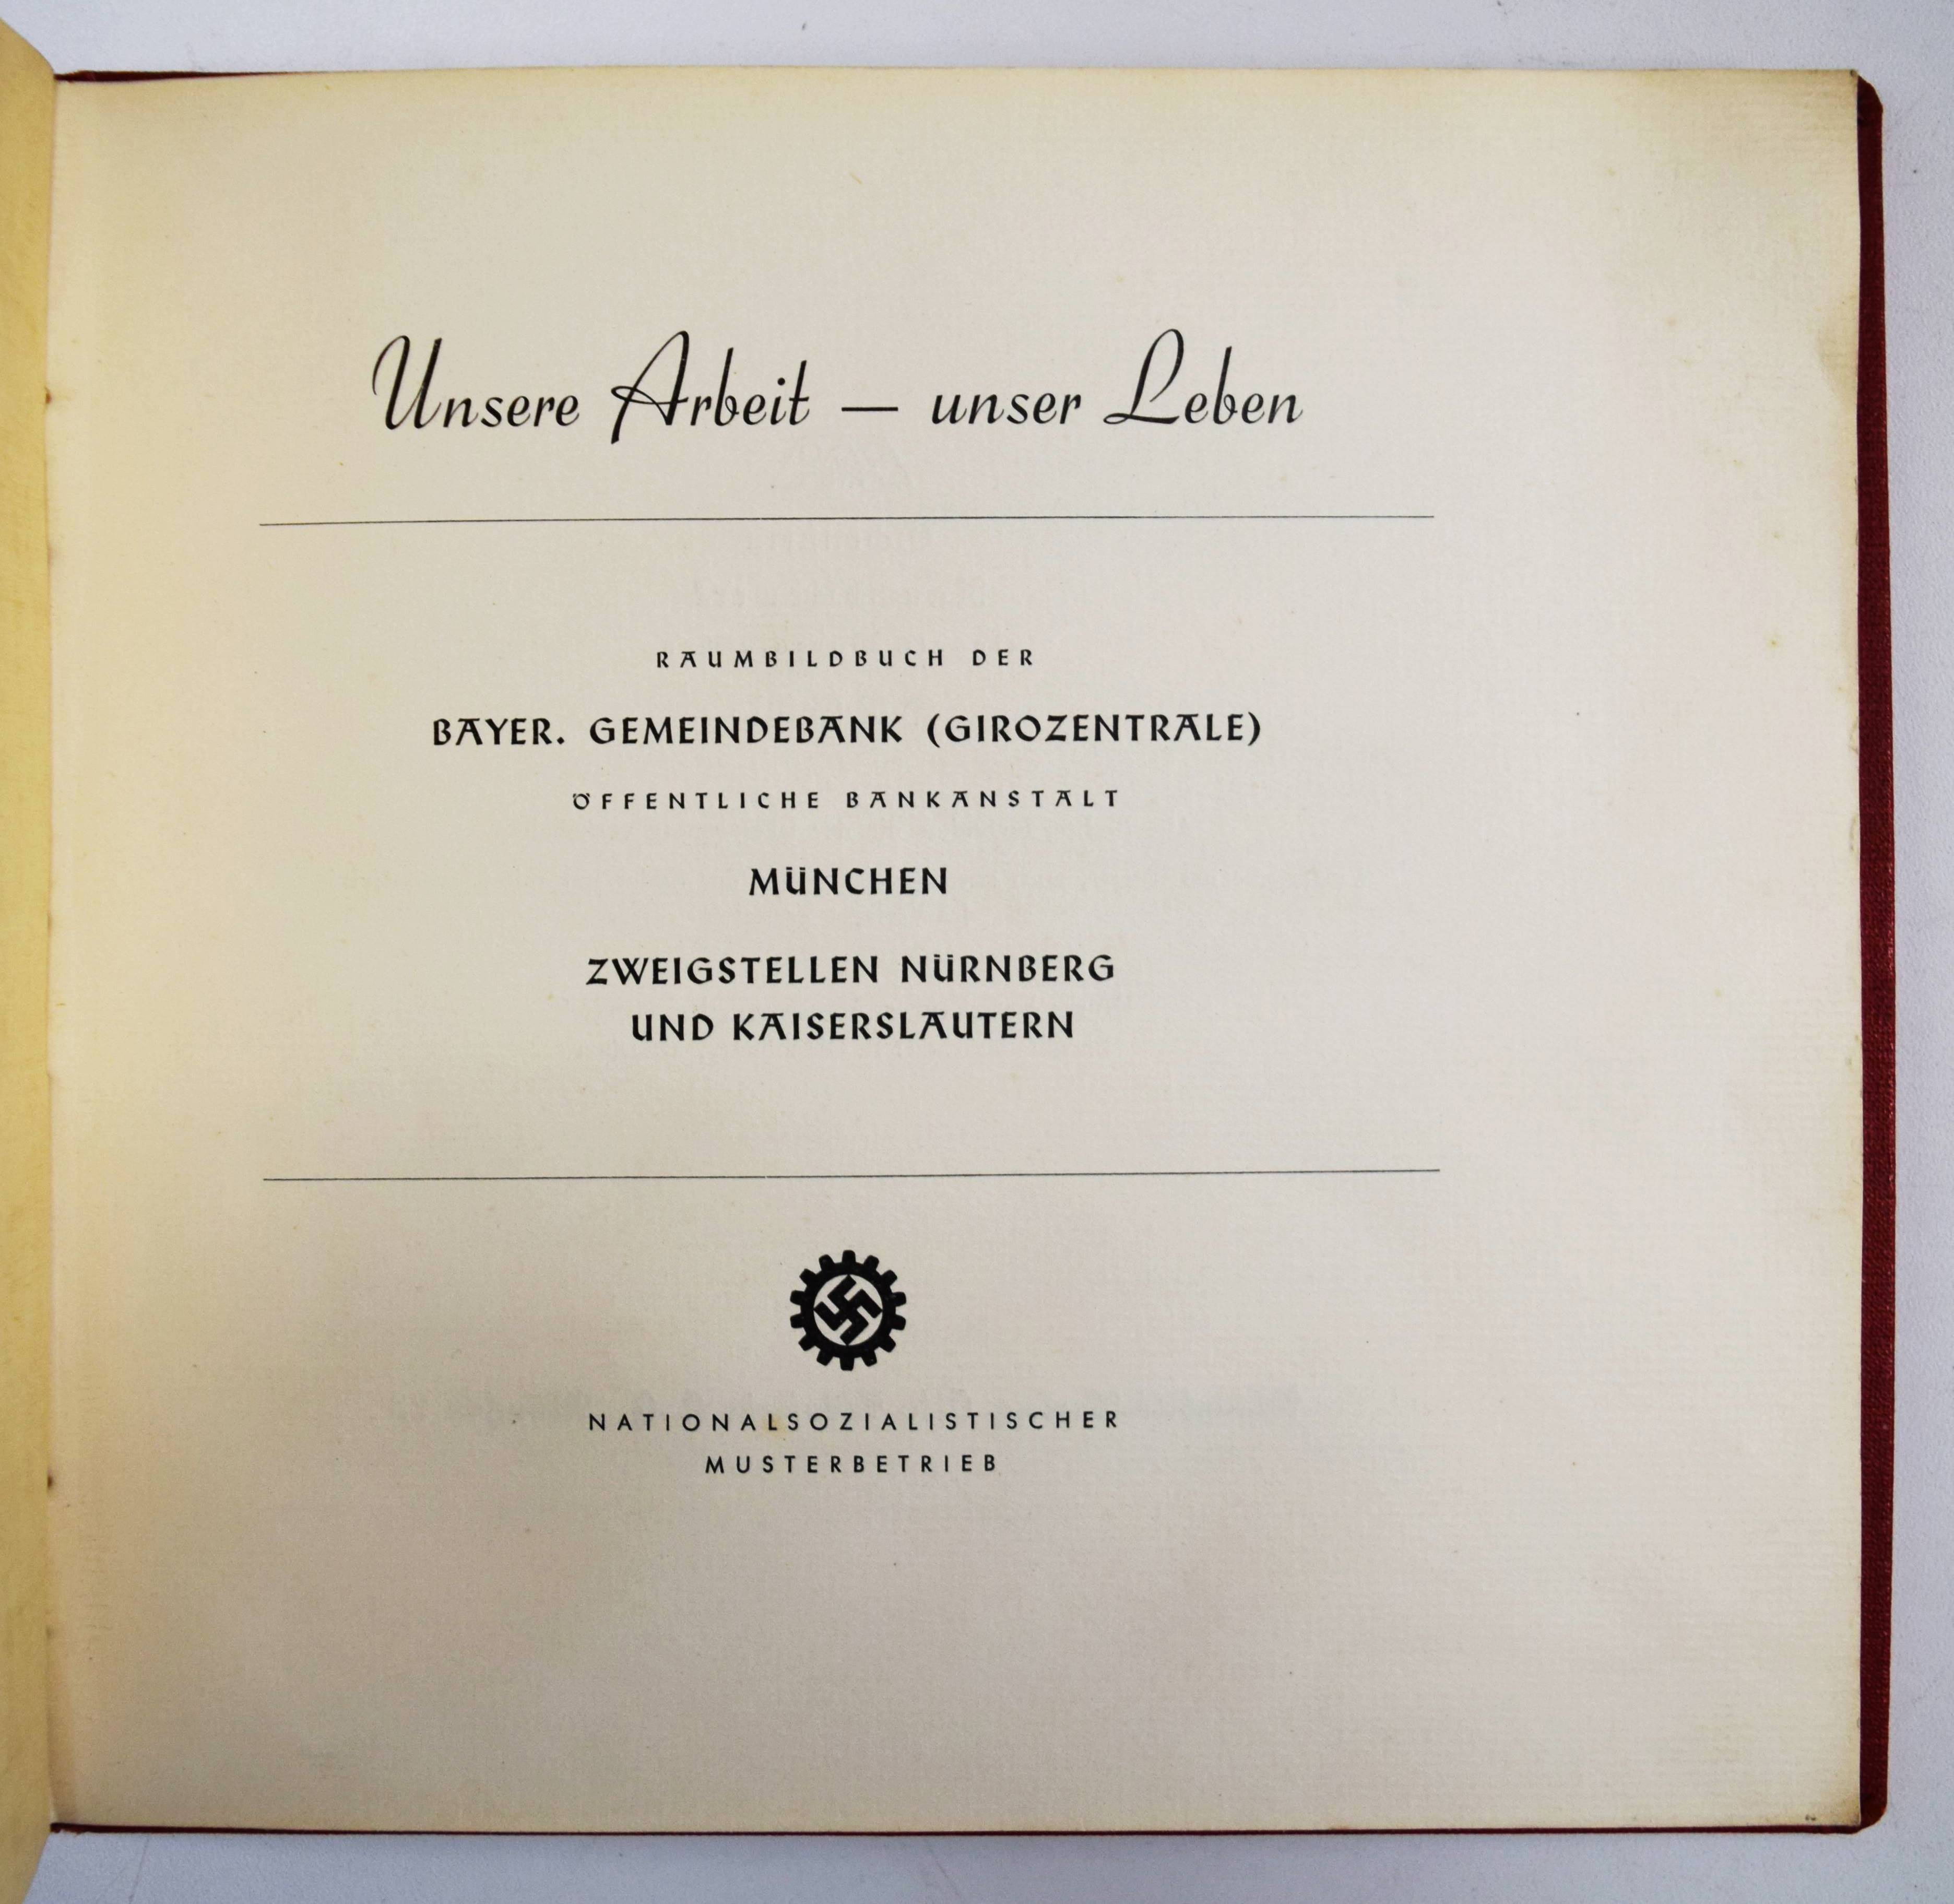 Unsere Arbeit — unser Leben
RAUMBILDBUCH DER
BAYER. GEMEINDEBANK (GIROZENTRALE)
ÖFFENTLICHE BANKANSTALT
MÜNCHEN
ZWEIGSTELLEN NÜRNBERG
UND KAISERSLAUTERN
NATIONALSOZIALISTISCHER
MUSTERBETRIEB